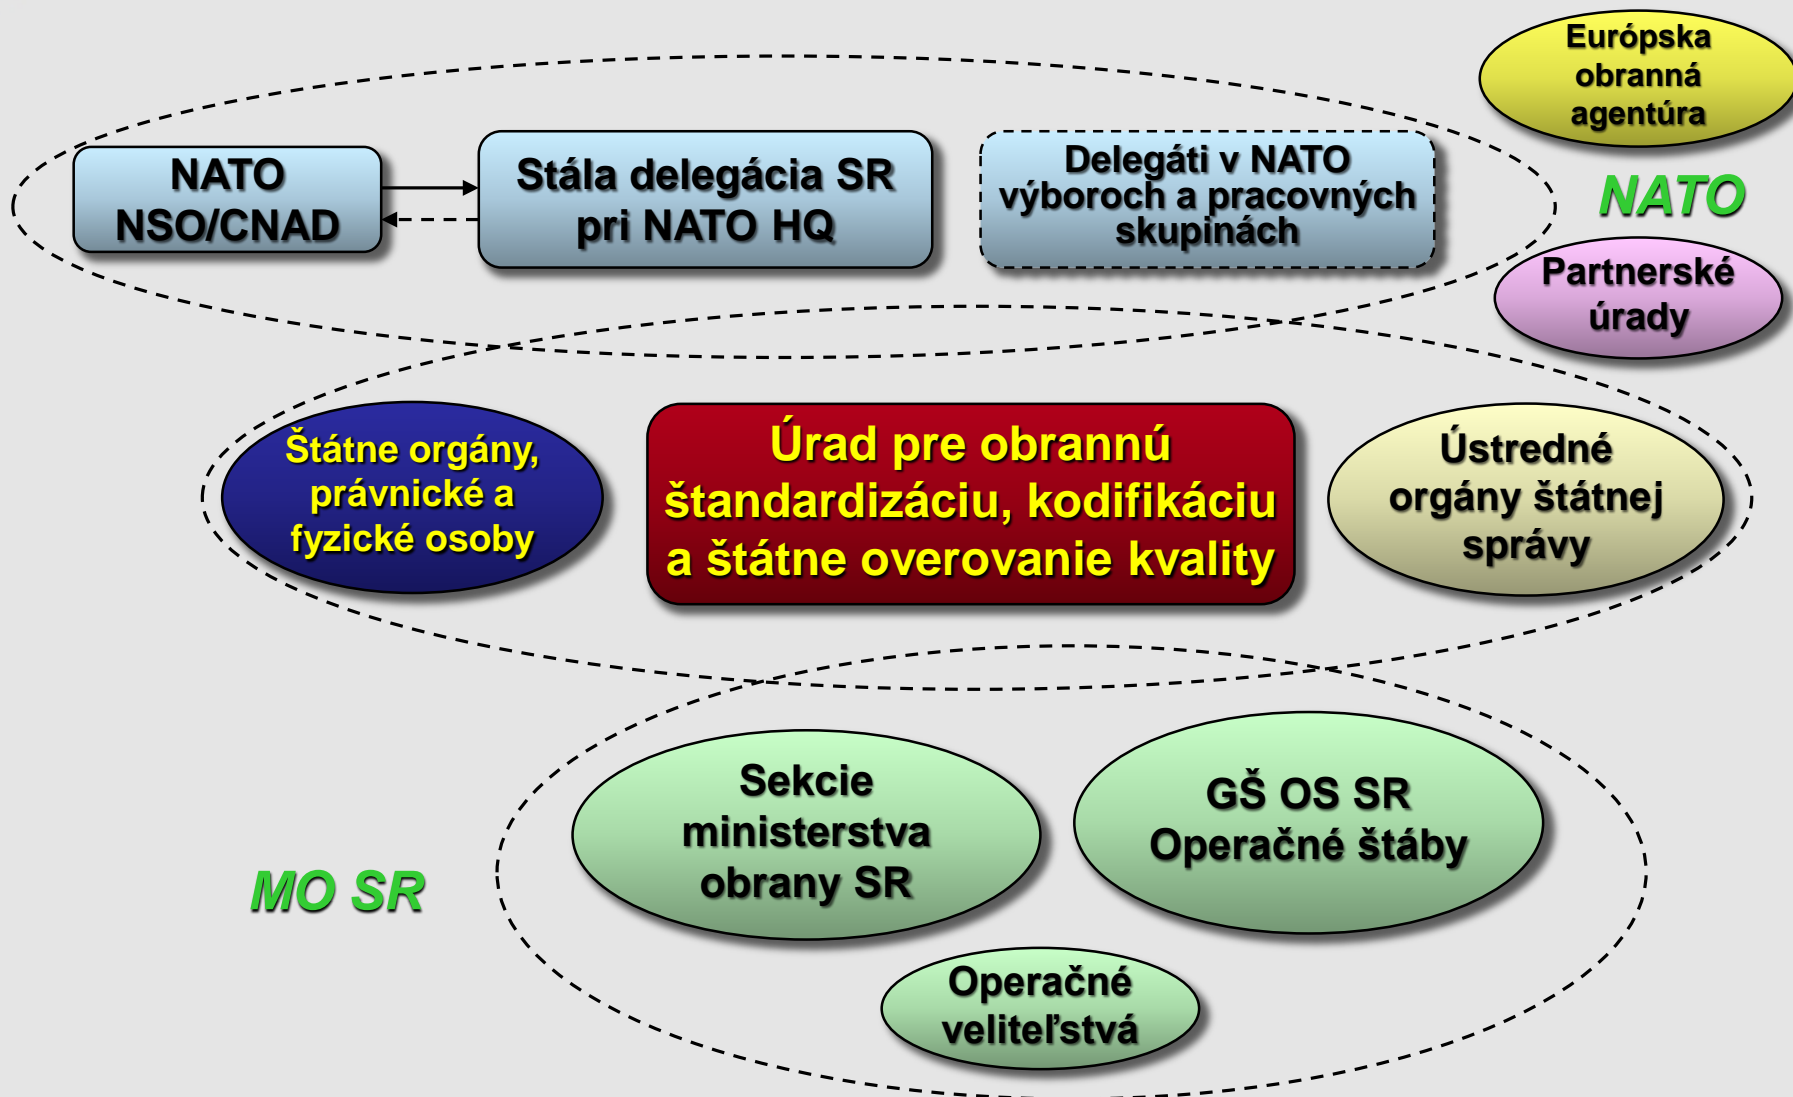 Európska
obranná
agentúra
NATO
NSO/CNAD
Stála delegácia SR
pri NATO HQ
Delegáti v NATO
výboroch a pracovných
skupinách
NATO
Partnerské
úrady
Štátne orgány,
právnické a
fyzické osoby
Úrad pre obrannú
štandardizáciu, kodifikáciu
a štátne overovanie kvality
Ústredné
orgány štátnej
správy
Sekcie
ministerstva
obrany SR
GŠ OS SR
Operačné štáby
MO SR
Operačné
veliteľstvá